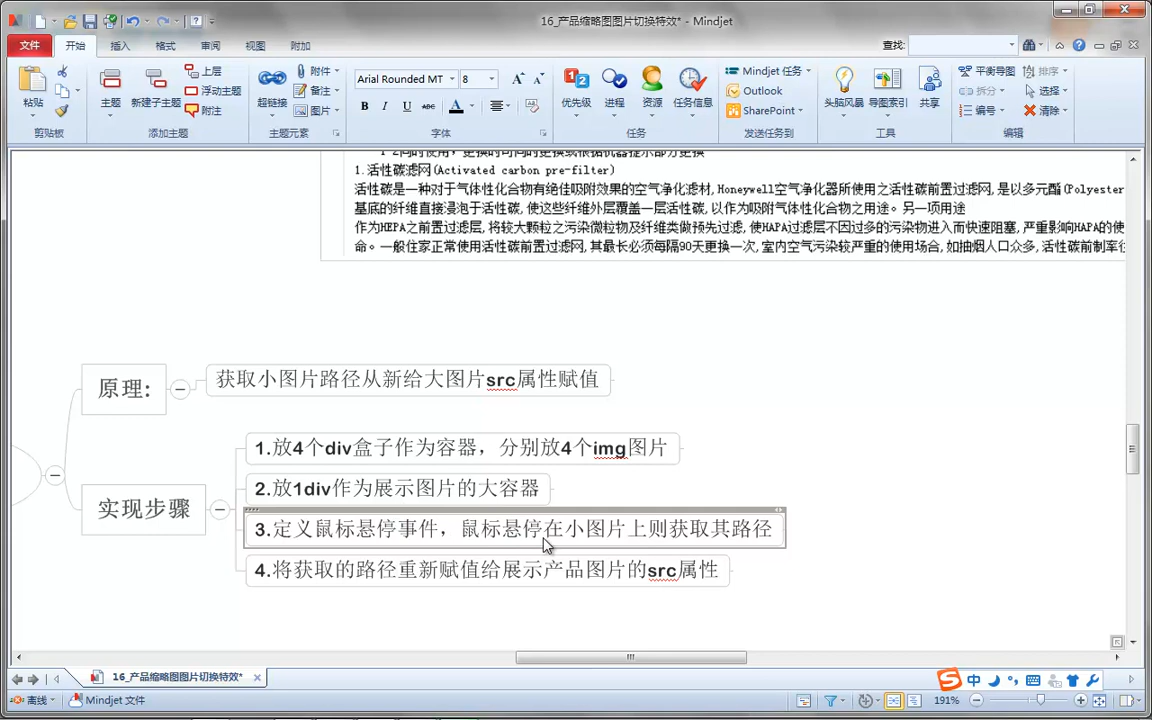 16_产品缩略图图片切换特效* - Mindjet
文件 开始 插入 格式 审阅 视图 附加 查找:
粘贴 主题 新建子主题 上层 浮动主题 附注 超链接 附件 备注 图片 Arial Rounded MT 8 B I U ABC A 优先级 进程 资源 任务信息 Mindjet 任务 Outlook SharePoint 头脑风暴 导图索引 共享 平衡导图 排序 拆分 选择 编号 清除
剪贴板 添加主题 主题元素 字体 任务 发送任务到 工具 编辑
1.活性碳滤网(Activated carbon pre-filter)
活性碳是一种对于气体性化合物有绝佳吸附效果的空气净化滤材,Honeywell空气净化器所使用之活性碳前置过滤网,是以多元酯(Polyester
基底的纤维直接浸泡于活性碳,使这些纤维外层覆盖一层活性碳,以作为吸附气体性化合物之用途。另一项用途
作为HEPA之前置过滤层,将较大颗粒之污染微粒物及纤维类做预先过滤,使HAPA过滤层不因过多的污染物进入而快速阻塞,严重影响HAPA的使
命。一般住家正常使用活性碳前置过滤网,其最长必须每隔90天更换一次,室内空气污染较严重的使用场合,如抽烟人口众多,活性碳前制率
原理:
获取小图片路径从新给大图片src属性赋值
实现步骤
1.放4个div盒子作为容器，分别放4个img图片
2.放1div作为展示图片的大容器
3.定义鼠标悬停事件，鼠标悬停在小图片上则获取其路径
4.将获取的路径重新赋值给展示产品图片的src属性
16_产品缩略图图片切换特效*
中
离线 Mindjet 文件 191%